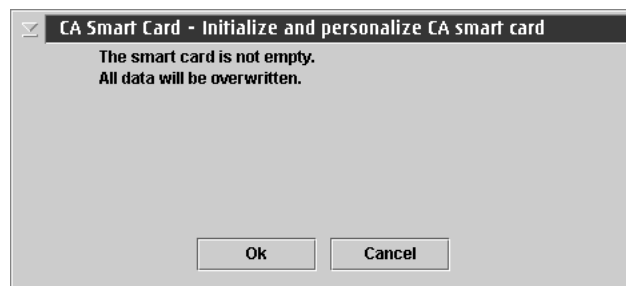 CA Smart Card - Initialize and personalize CA smart card
The smart card is not empty.
All data will be overwritten.
Ok Cancel